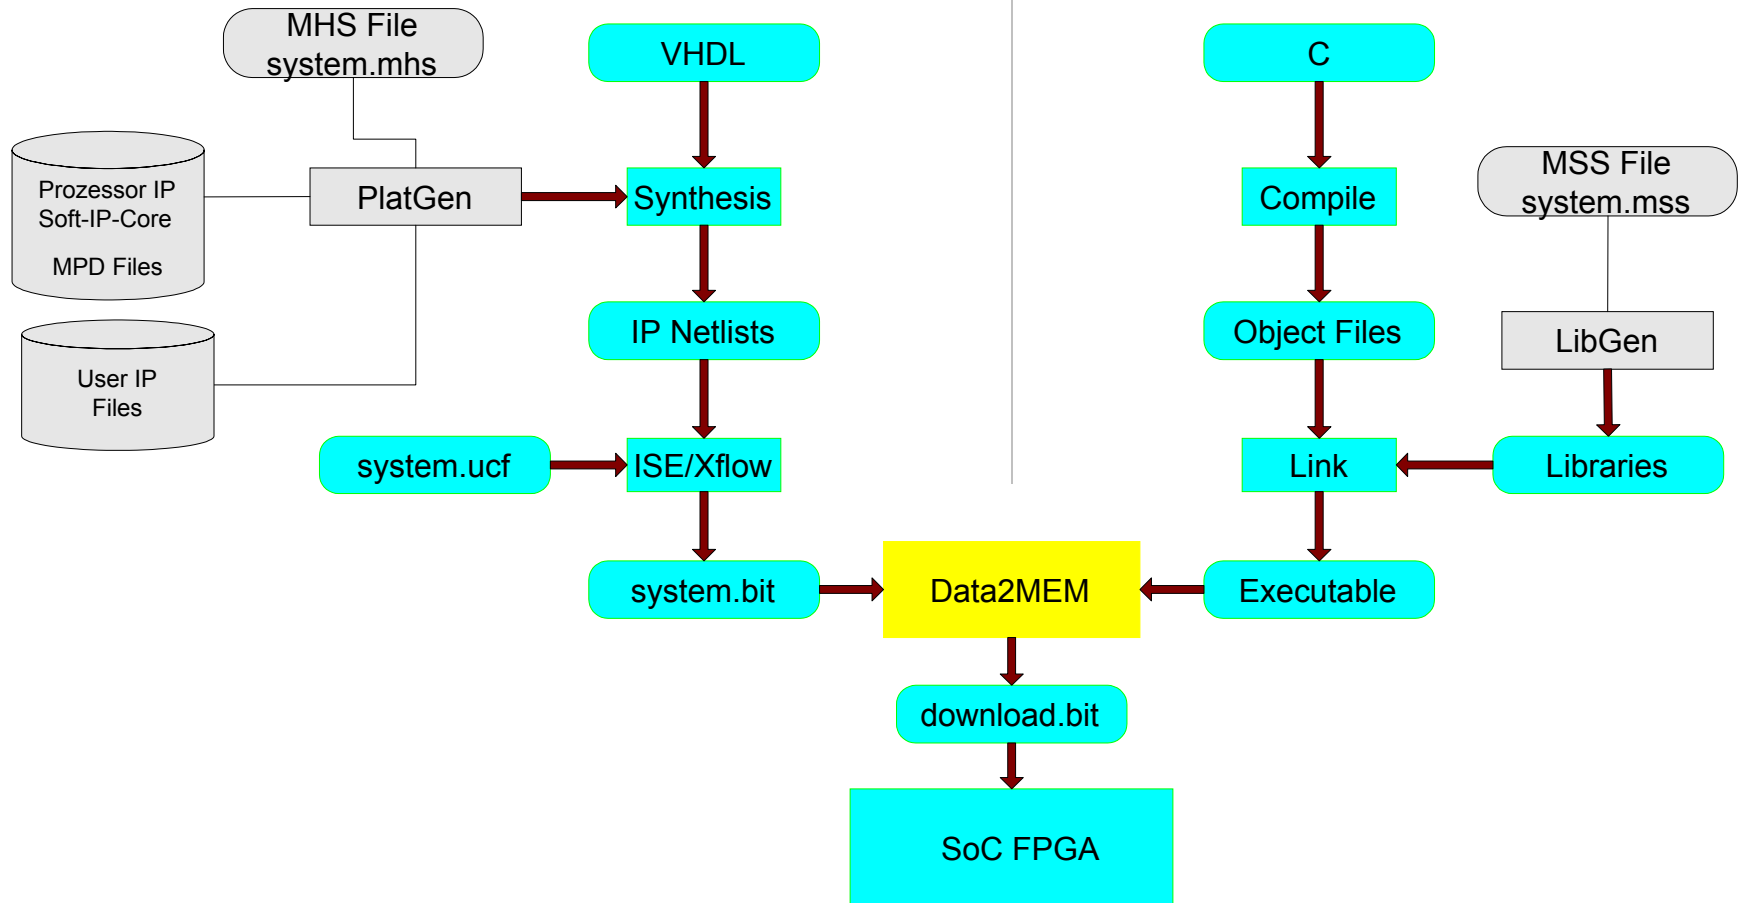 MHS File
system.mhs
VHDL
C
Prozessor IP
Soft-IP-Core
MPD Files
PlatGen
Synthesis
Compile
MSS File
system.mss
User IP
Files
IP Netlists
Object Files
LibGen
system.ucf
ISE/Xflow
Link
Libraries
system.bit
Data2MEM
Executable
download.bit
SoC FPGA